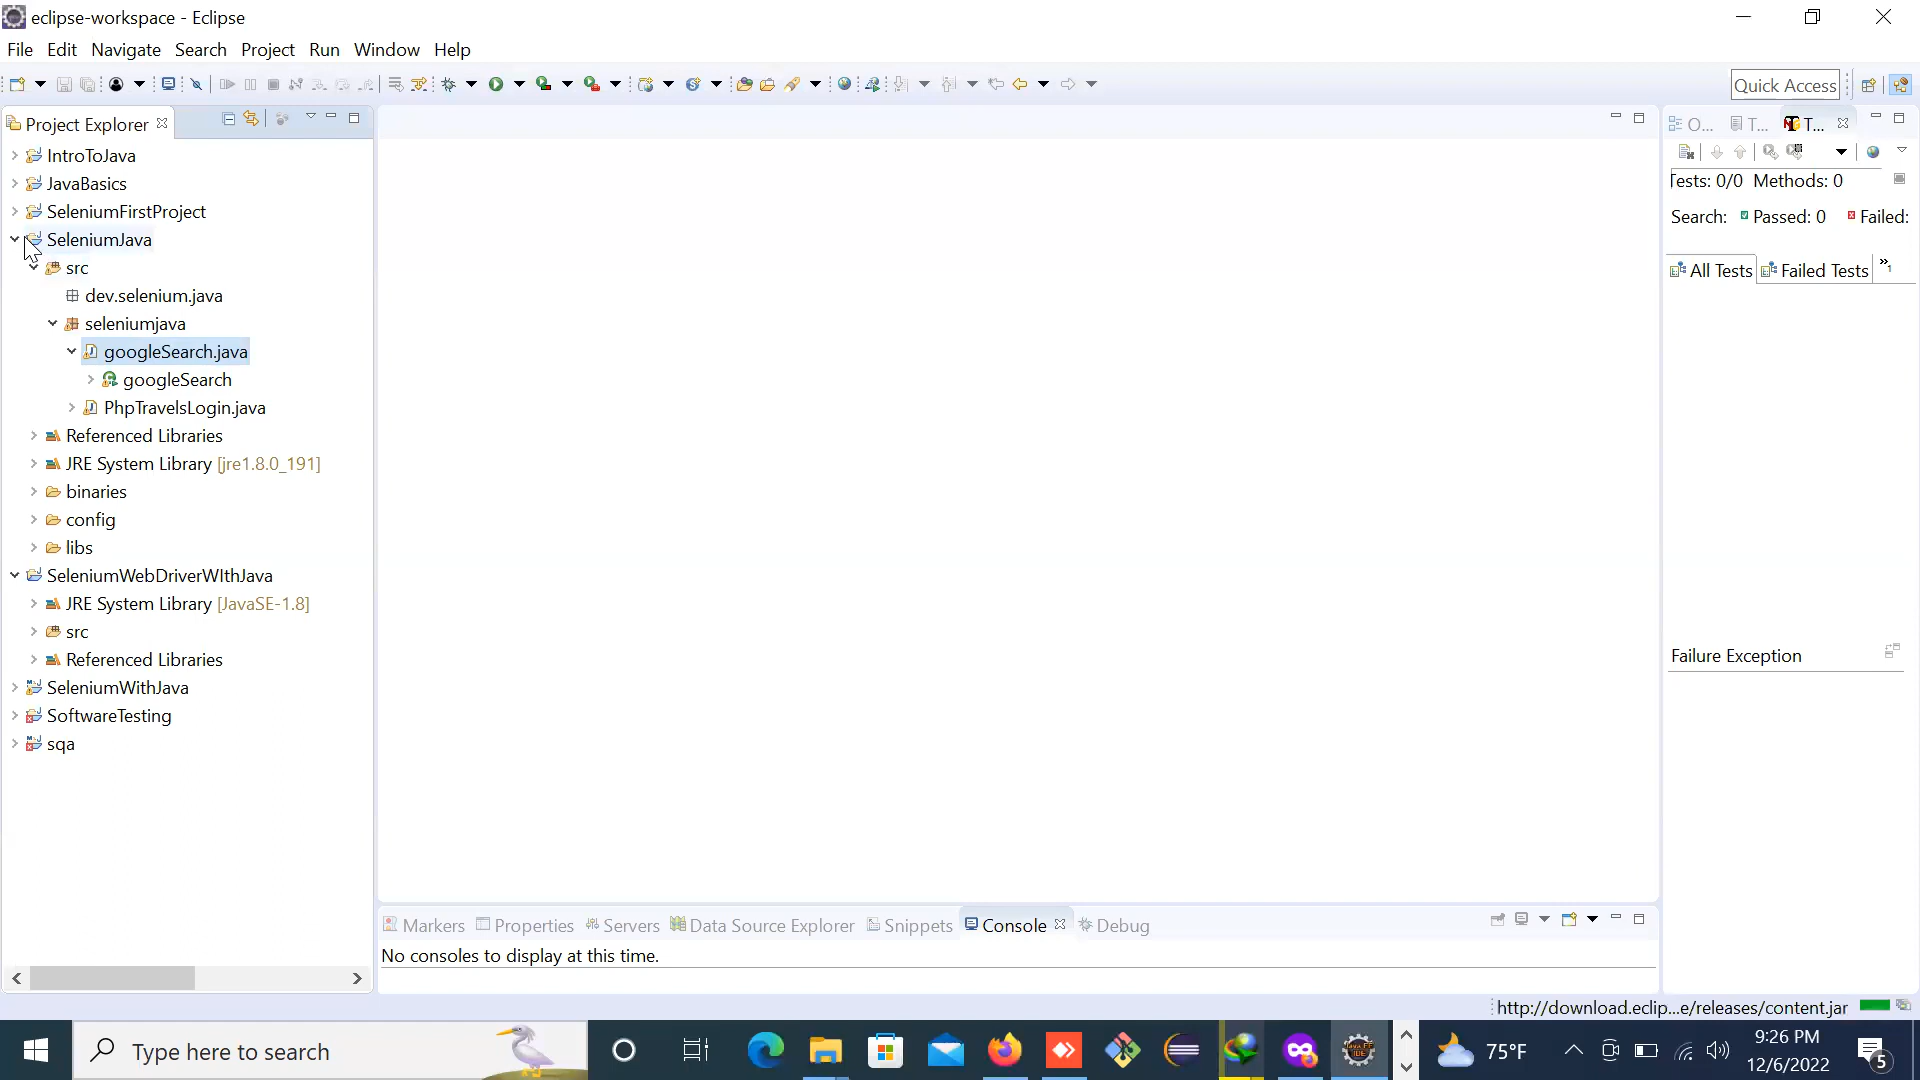 eclipse-workspace - Eclipse
File Edit Navigate Search Project Run Window Help
Quick Access
Project Explorer
IntroToJava
JavaBasics
SeleniumFirstProject
SeleniumJava
src
dev.selenium.java
seleniumjava
googleSearch.java
googleSearch
PhpTravelsLogin.java
Referenced Libraries
JRE System Library [jre1.8.0_191]
binaries
config
libs
SeleniumWebDriverWIthJava
JRE System Library [JavaSE-1.8]
src
Referenced Libraries
SeleniumWithJava
SoftwareTesting
sqa
O... T... T...
Tests: 0/0 Methods: 0
Search: Passed: 0 Failed:
All Tests Failed Tests »1
Failure Exception
Markers Properties Servers Data Source Explorer Snippets Console Debug
No consoles to display at this time.
http://download.eclip...e/releases/content.jar
Type here to search
75°F
9:26 PM
12/6/2022
5